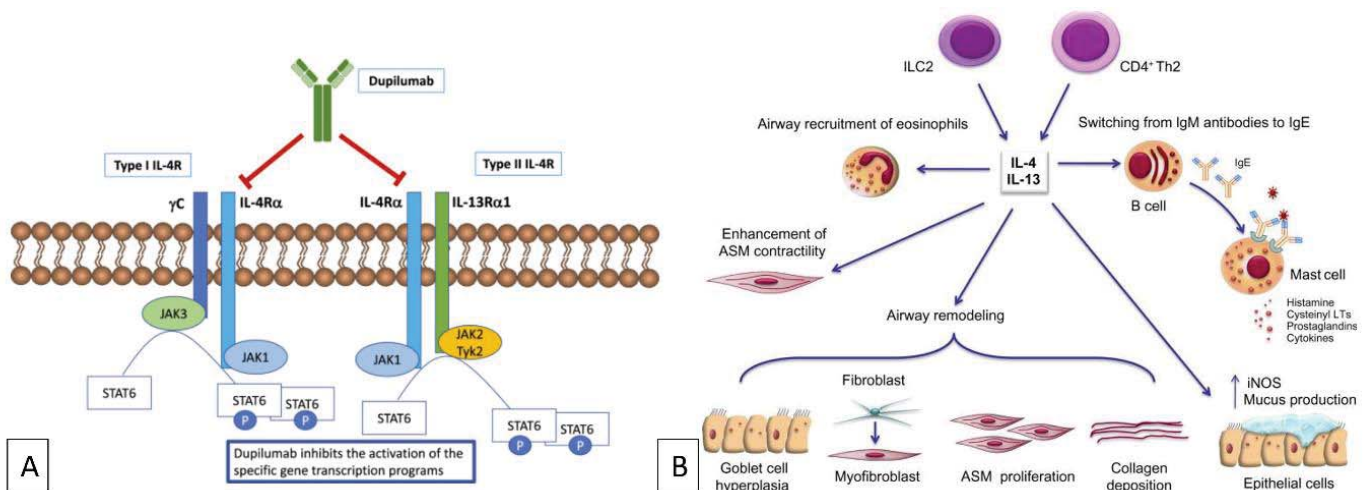 Dupilumab
Type I IL-4R
Type II IL-4R
γC
IL-4Rα
IL-4Rα
IL-13Rα1
JAK3
JAK1
JAK1
JAK2
Tyk2
STAT6
STAT6
P
STAT6
P
STAT6
STAT6
P
STAT6
P
Dupilumab inhibits the activation of the
specific gene transcription programs
A
ILC2
CD4+ Th2
Airway recruitment of eosinophils
Switching from IgM antibodies to IgE
IL-4
IL-13
IgE
B cell
Enhancement of
ASM contractility
Mast cell
Histamine
Cysteinyl LTs
Prostaglandins
Cytokines
Airway remodeling
Fibroblast
iNOS
Mucus production
Goblet cell
hyperplasia
Myofibroblast
ASM proliferation
Collagen
deposition
Epithelial cells
B